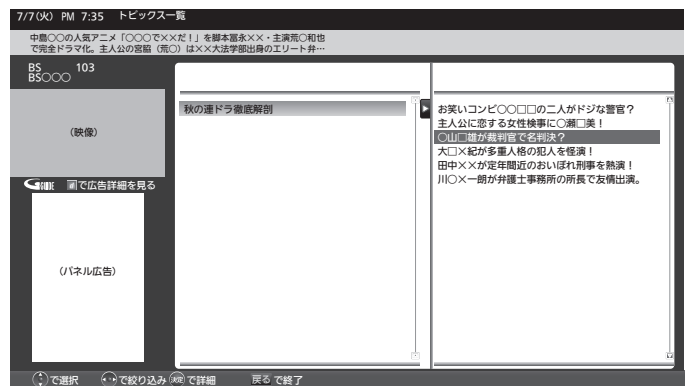 7/7(火) PM 7:35 トピックス一覧
中島○○の人気アニメ「○○○で××だ!」を脚本冨永××・主演荒○和也
で完全ドラマ化。主人公の宮脇(荒○)は××大法学部出身のエリート弁…
BS 103
BS○○○
(映像)
GUIDE dで広告詳細を見る
(パネル広告)
秋の連ドラ徹底解剖
お笑いコンビ○○□□の二人がドジな警官?
主人公に恋する女性検事に○瀬□美!
○山□雄が裁判官で名判決?
大□×紀が多重人格の犯人を怪演!
田中××が定年間近のおいぼれ刑事を熱演!
川○×一朗が弁護士事務所の所長で友情出演。
で選択 で絞り込み 決定 で詳細 戻る で終了